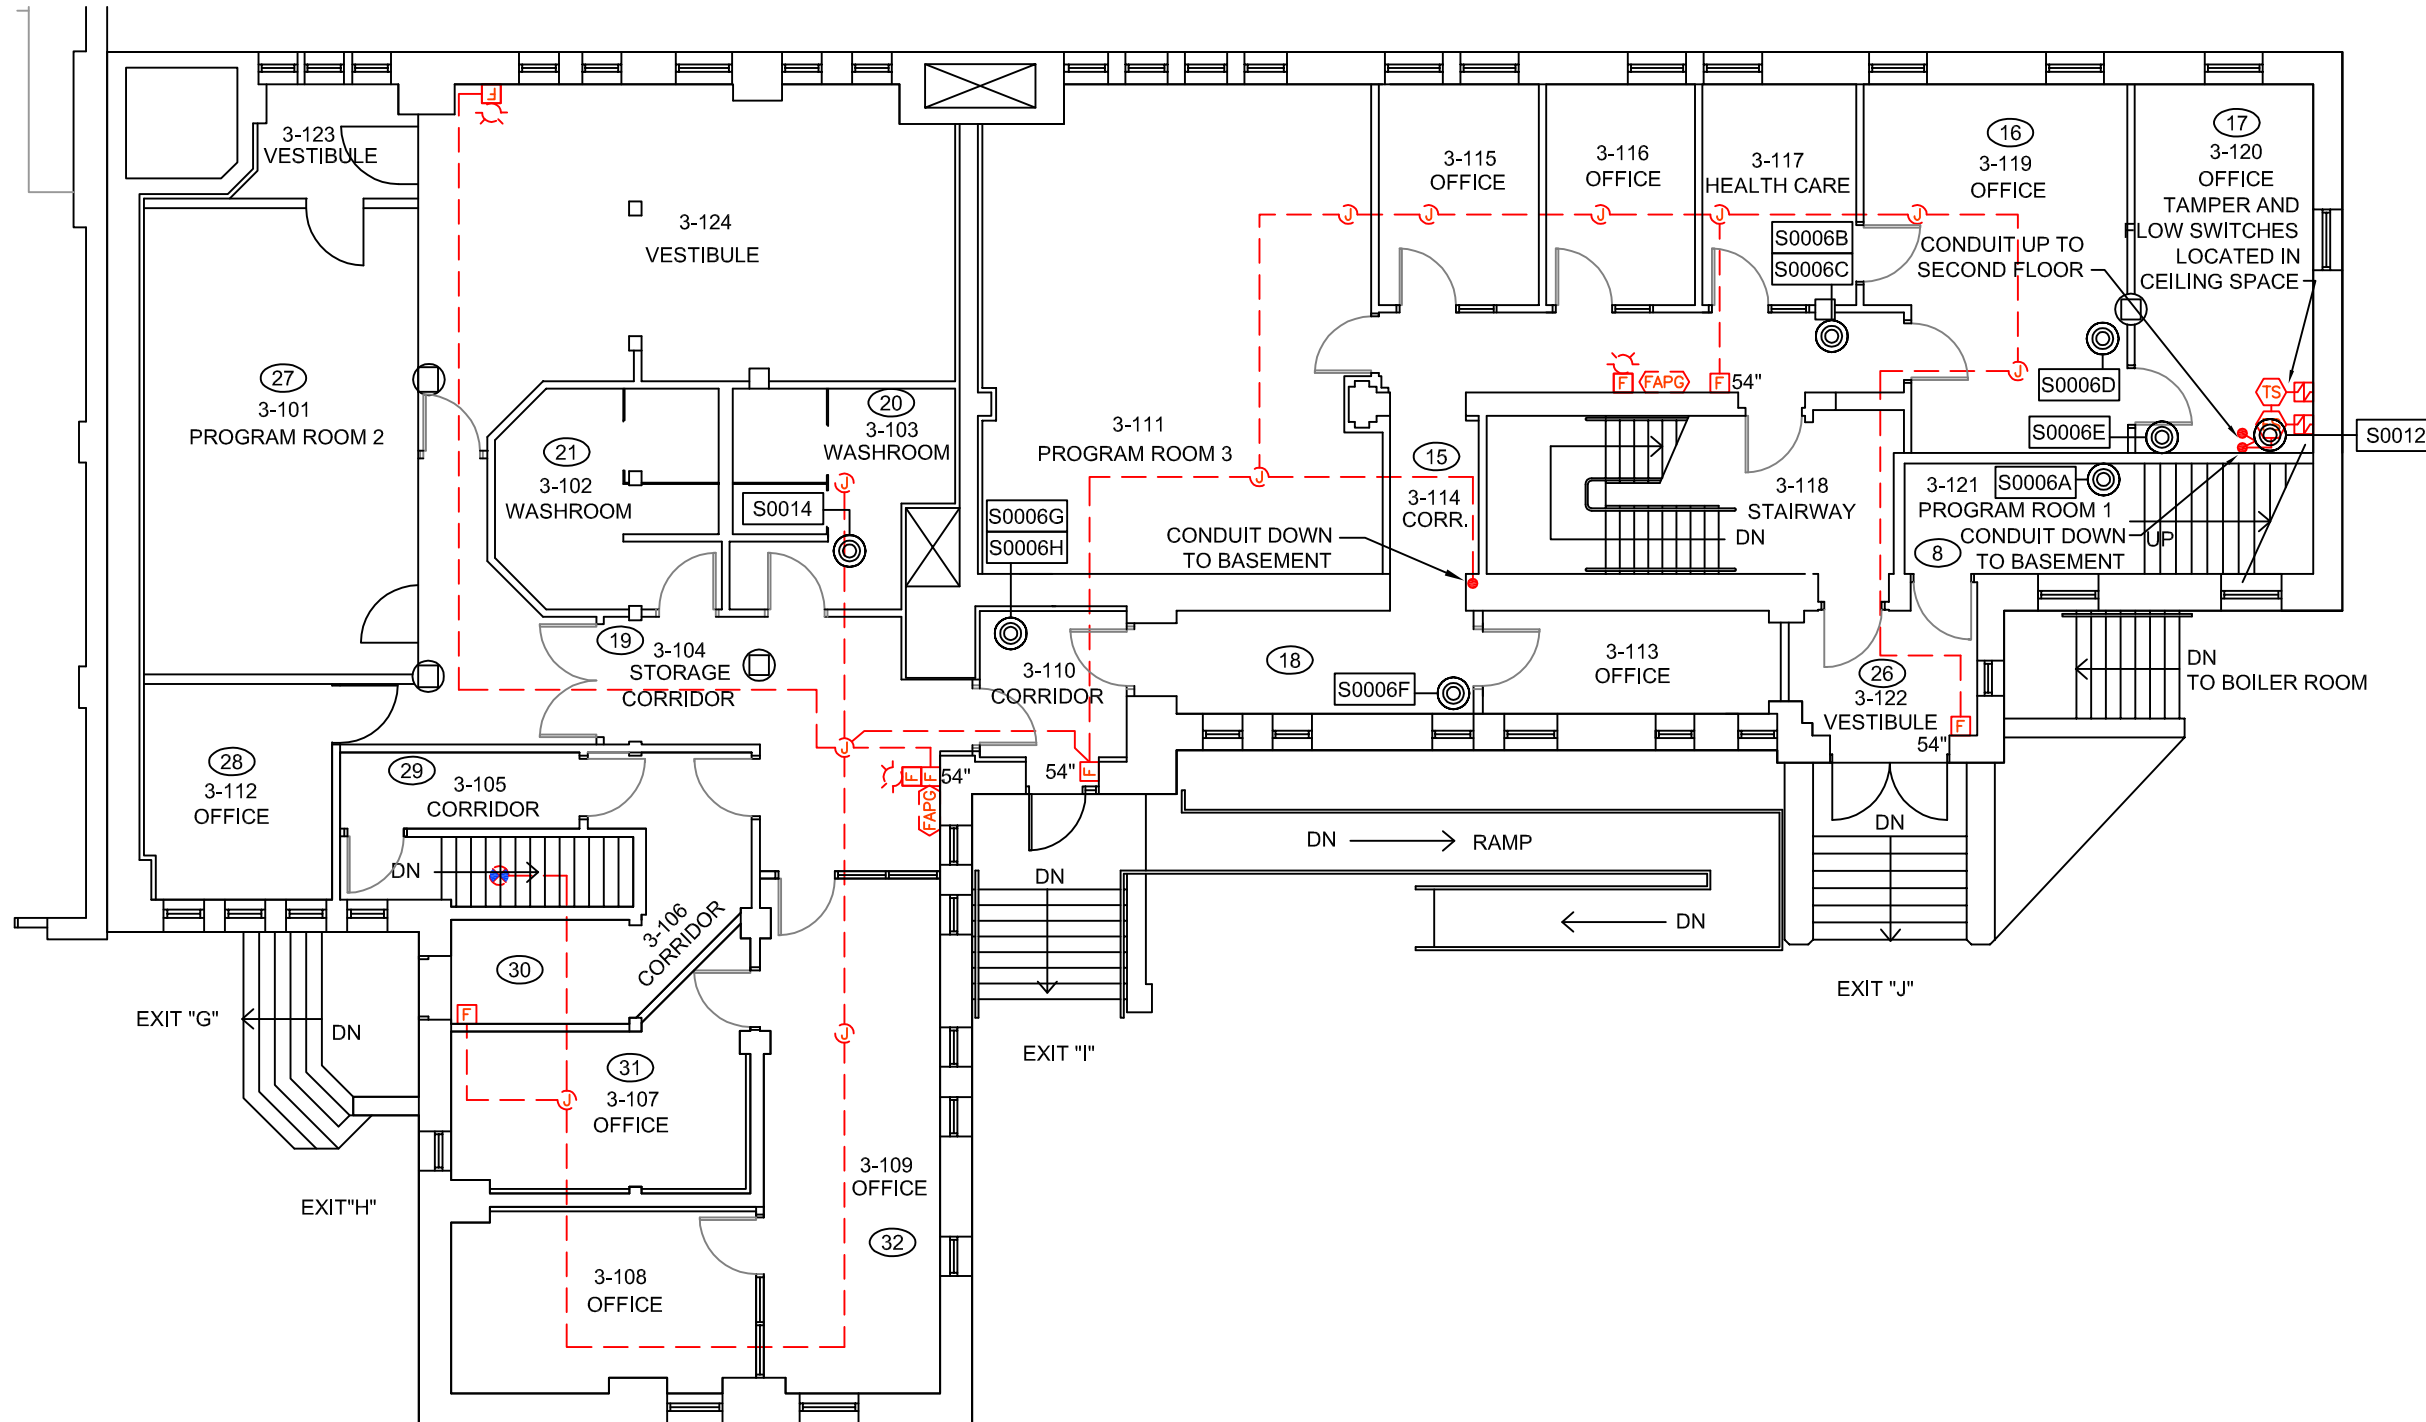 3-123
VESTIBULE
3-124
VESTIBULE
3-115
OFFICE
3-116
OFFICE
3-117
HEALTH CARE
16
3-119
OFFICE
17
3-120
OFFICE
TAMPER AND
FLOW SWITCHES
LOCATED IN
CEILING SPACE
CONDUIT UP TO
SECOND FLOOR
S0006B
S0006C
F
J
J
J
J
J
J
27
3-101
PROGRAM ROOM 2
21
3-102
WASHROOM
20
3-103
WASHROOM
J
S0014
3-111
PROGRAM ROOM 3
J
F
FAPG
F
54"
15
3-114
CORR.
CONDUIT DOWN
TO BASEMENT
S0006G
S0006H
3-118
STAIRWAY
DN
S0006D
S0006E
TS
S0012
S0006A
3-121
PROGRAM ROOM 1
CONDUIT DOWN
TO BASEMENT
UP
8
19
3-104
STORAGE
CORRIDOR
3-110
CORRIDOR
18
S0006F
3-113
OFFICE
26
3-122
VESTIBULE
F
54"
DN
TO BOILER ROOM
28
3-112
OFFICE
29
3-105
CORRIDOR
J
F
F
54"
FAPG
54"
F
DN
3-106
CORRIDOR
DN
RAMP
DN
DN
DN
30
F
EXIT "G"
DN
31
3-107
OFFICE
J
J
EXIT "I"
EXIT "J"
EXIT"H"
3-109
OFFICE
32
3-108
OFFICE